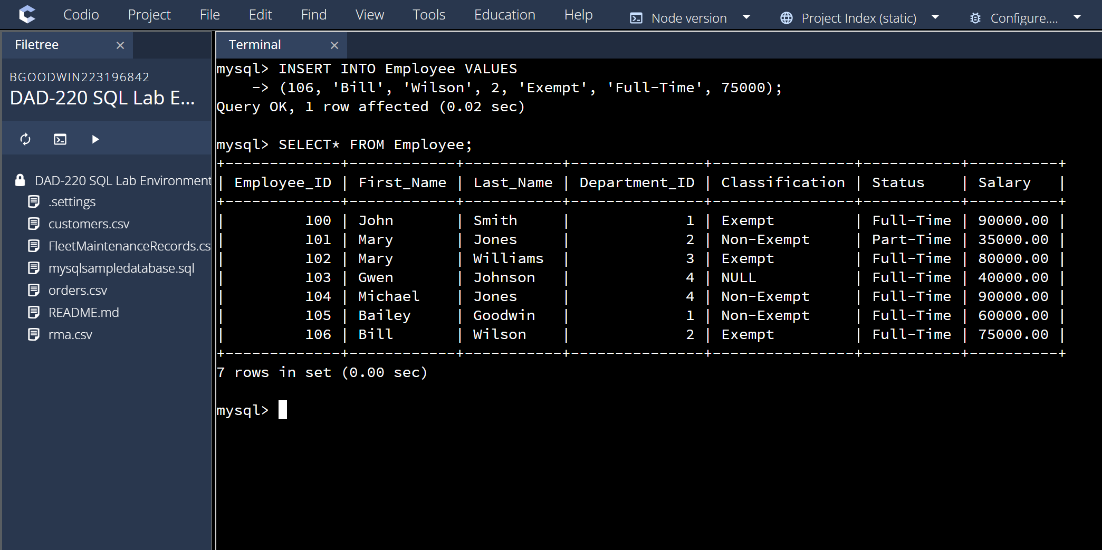 Codio Project File Edit Find View Tools Education Help Node version Project Index (static) Configure....
Filetree ×
Terminal ×
BGOODWIN223196842
DAD-220 SQL Lab E...
DAD-220 SQL Lab Environment
.settings
customers.csv
FleetMaintenanceRecords.cs
mysqlsampledatabase.sql
orders.csv
README.md
rma.csv
mysql> INSERT INTO Employee VALUES
    -> (106, 'Bill', 'Wilson', 2, 'Exempt', 'Full-Time', 75000);
Query OK, 1 row affected (0.02 sec)
mysql> SELECT* FROM Employee;
+-------------+------------+-----------+---------------+----------------+-----------+----------+
| Employee_ID | First_Name | Last_Name | Department_ID | Classification | Status    | Salary   |
+-------------+------------+-----------+---------------+----------------+-----------+----------+
|         100 | John       | Smith     |             1 | Exempt         | Full-Time | 90000.00 |
|         101 | Mary       | Jones     |             2 | Non-Exempt     | Part-Time | 35000.00 |
|         102 | Mary       | Williams  |             3 | Exempt         | Full-Time | 80000.00 |
|         103 | Gwen       | Johnson   |             4 | NULL           | Full-Time | 40000.00 |
|         104 | Michael    | Jones     |             4 | Non-Exempt     | Full-Time | 90000.00 |
|         105 | Bailey     | Goodwin   |             1 | Non-Exempt     | Full-Time | 60000.00 |
|         106 | Bill       | Wilson    |             2 | Exempt         | Full-Time | 75000.00 |
+-------------+------------+-----------+---------------+----------------+-----------+----------+
7 rows in set (0.00 sec)
mysql>